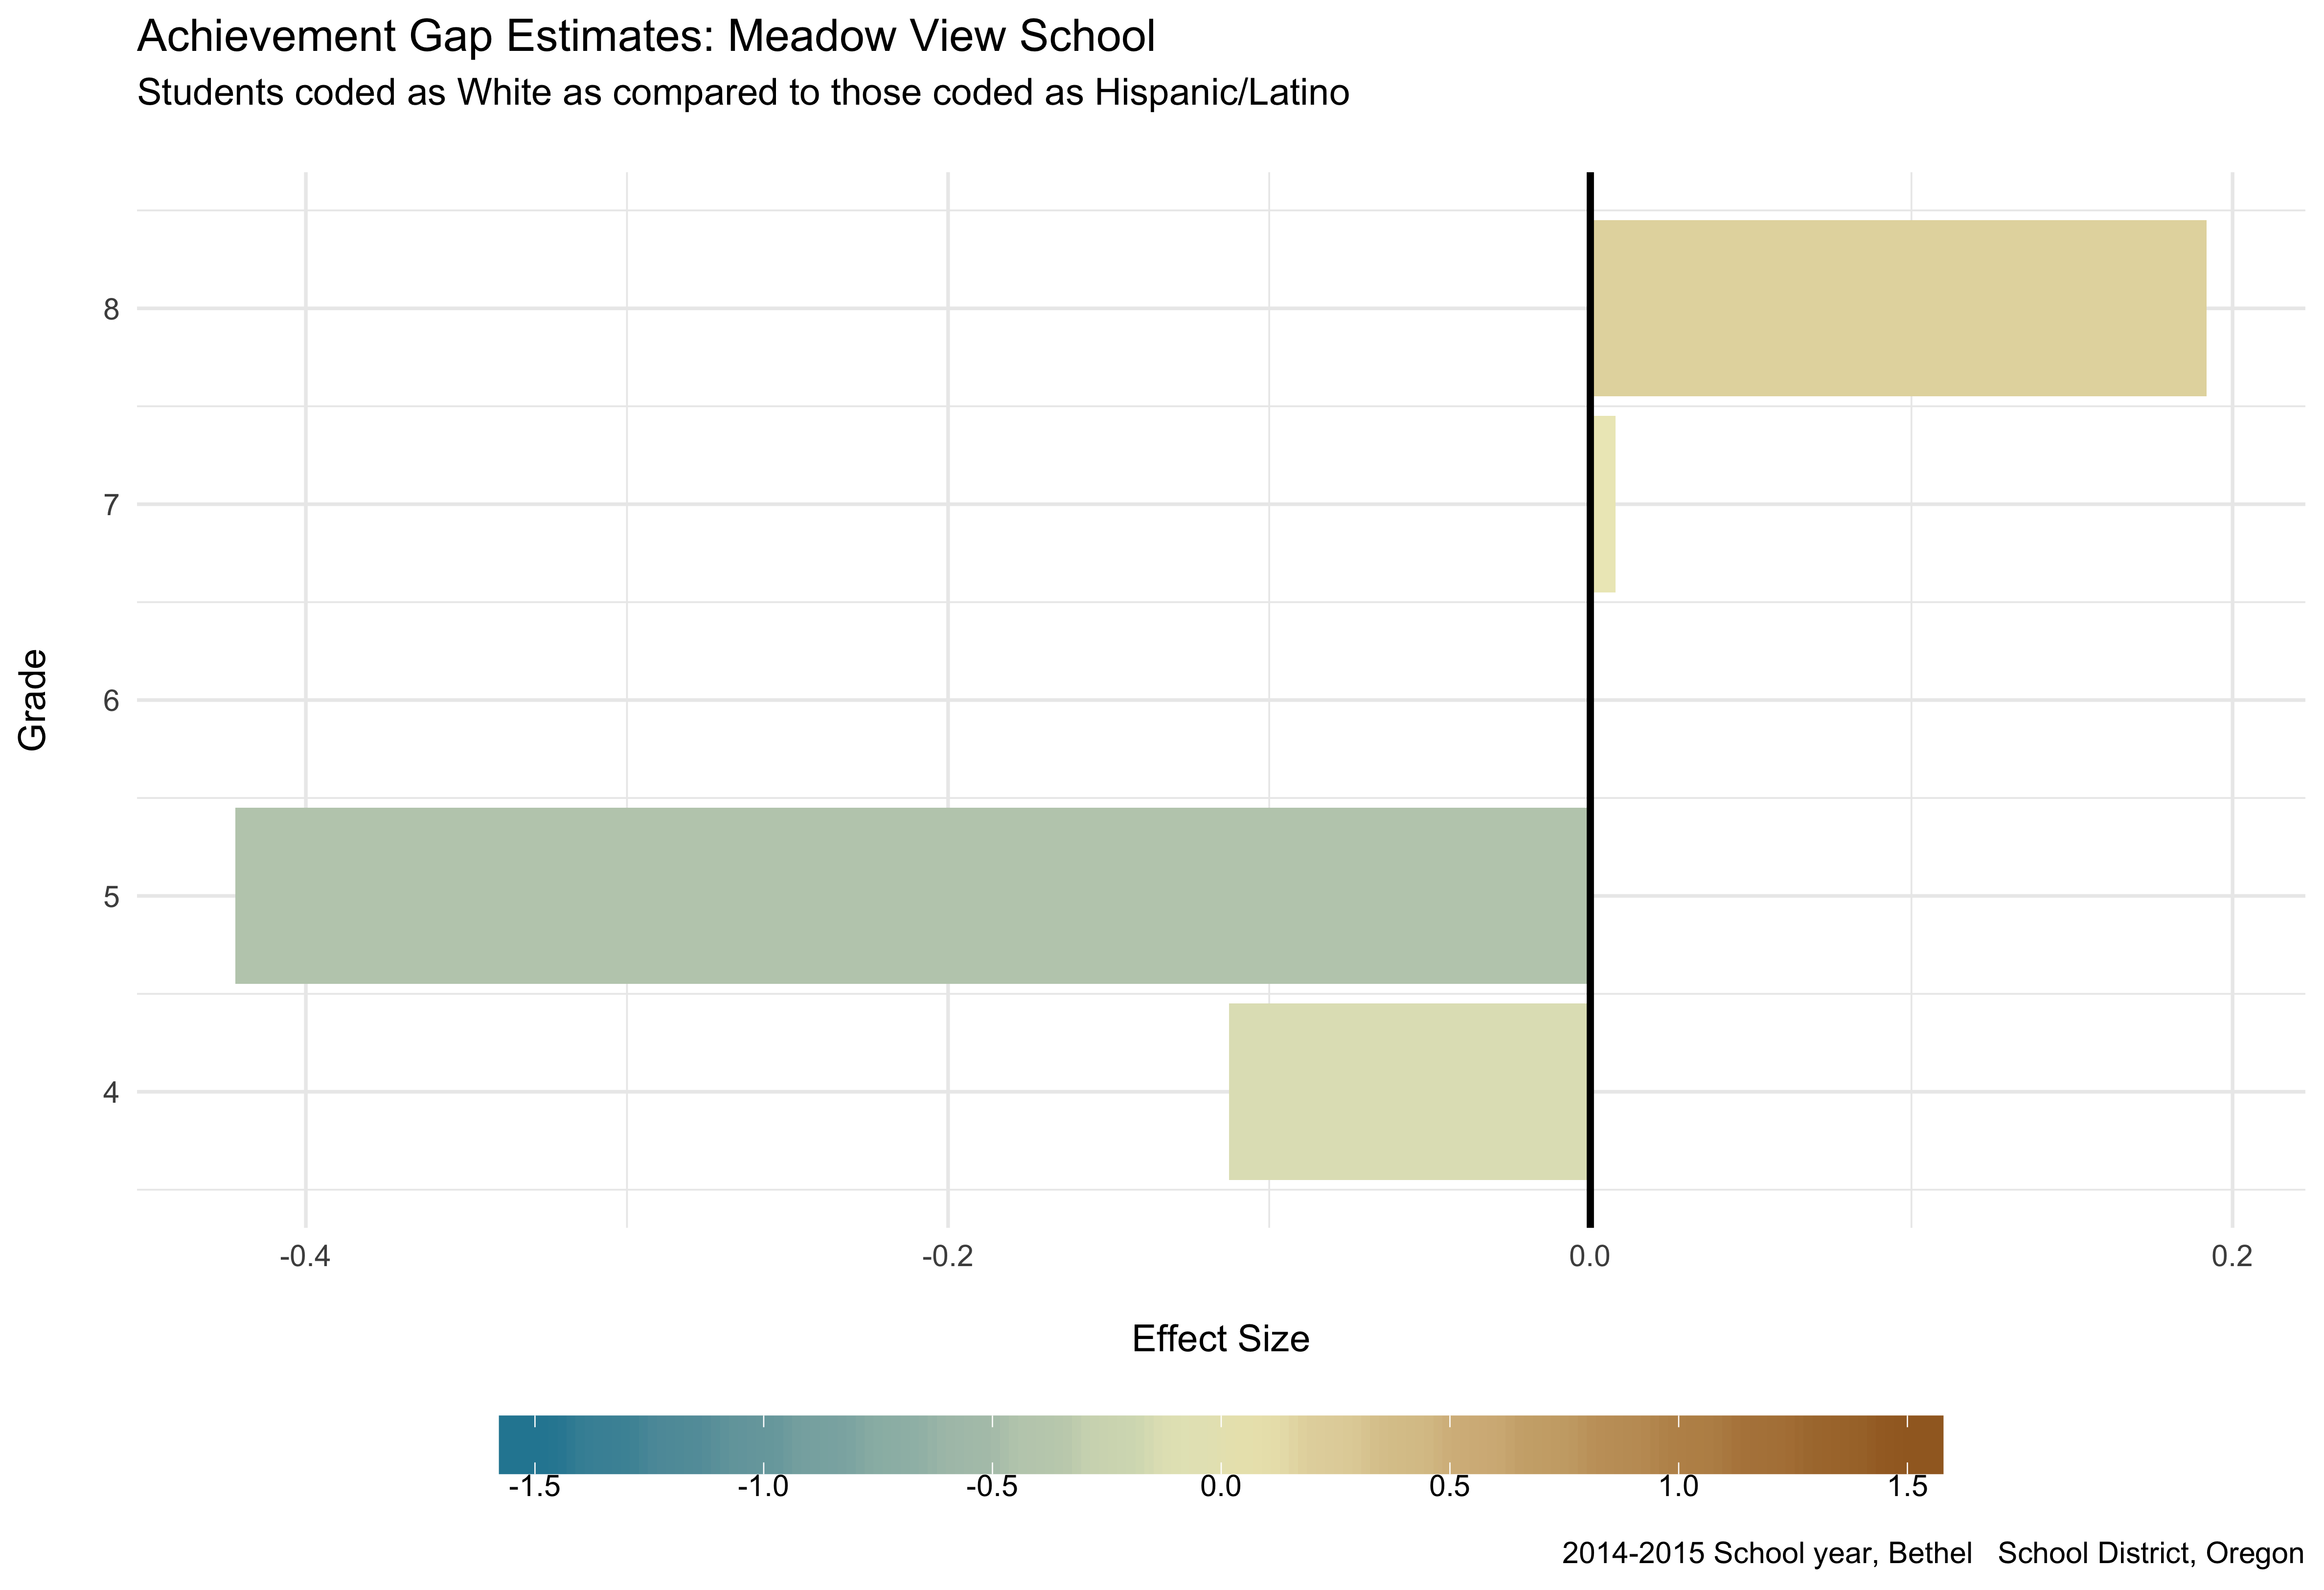 Achievement Gap Estimates: Meadow View School
Students coded as White as compared to those coded as Hispanic/Latino
Grade
8
7
6
5
4
-0.4 -0.2 0.0 0.2
Effect Size
-1.5 -1.0 -0.5 0.0 0.5 1.0 1.5
2014-2015 School year, Bethel   School District, Oregon